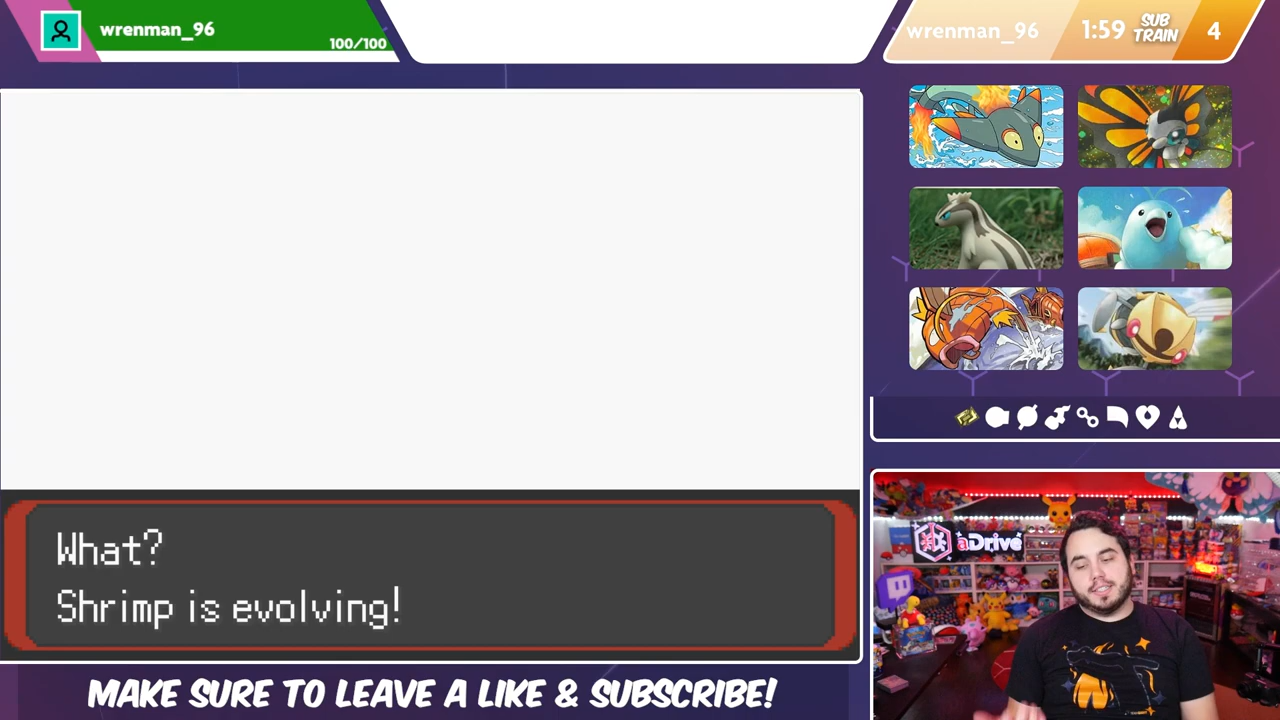 wrenman_96
100/100
wrenman_96
1:59
SUB
TRAIN
4
What?
Shrimp is evolving!
aDrive
MAKE SURE TO LEAVE A LIKE & SUBSCRIBE!